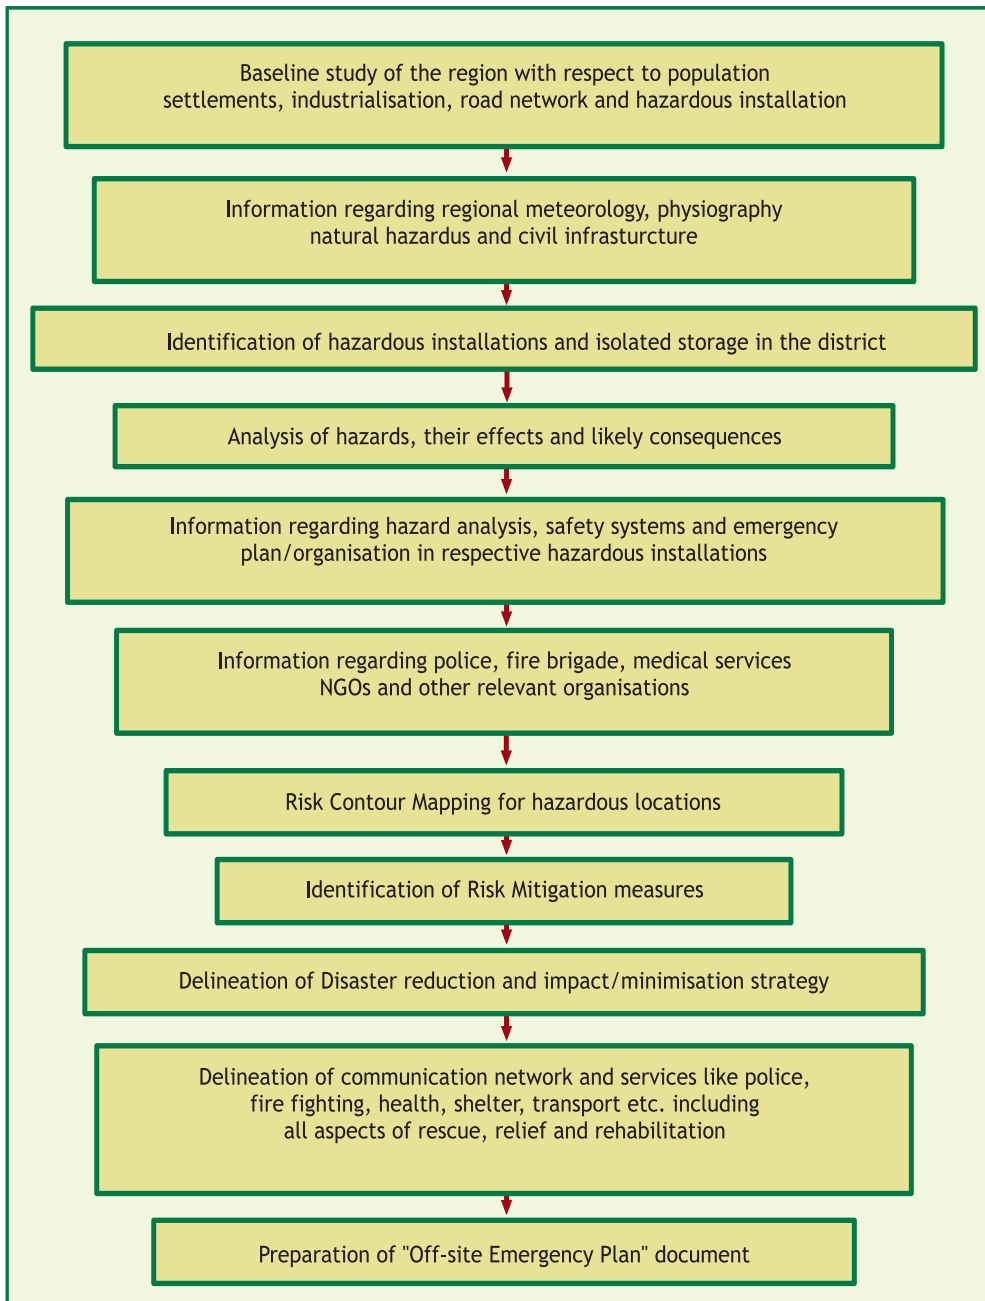 Baseline study of the region with respect to population
settlements, industrialisation, road network and hazardous installation
Information regarding regional meteorology, physiography
natural hazardus and civil infrasturcture
Identification of hazardous installations and isolated storage in the district
Analysis of hazards, their effects and likely consequences
Information regarding hazard analysis, safety systems and emergency
plan/organisation in respective hazardous installations
Information regarding police, fire brigade, medical services
NGOs and other relevant organisations
Risk Contour Mapping for hazardous locations
Identification of Risk Mitigation measures
Delineation of Disaster reduction and impact/minimisation strategy
Delineation of communication network and services like police,
fire fighting, health, shelter, transport etc. including
all aspects of rescue, relief and rehabilitation
Preparation of "Off-site Emergency Plan" document